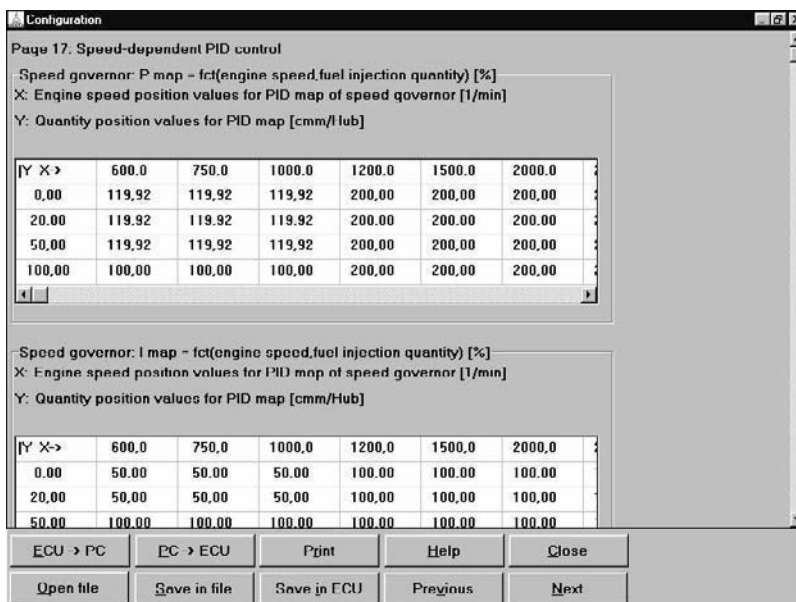 Configuration
Page 17: Speed-dependent PID control
Speed governor: P map - fct(engine speed,fuel injection quantity) [%]
X: Engine speed position values for PID map of speed governor [1/min]
Y: Quantity position values for PID map [cmm/Hub]
Y X-> 600.0 750.0 1000.0 1200.0 1500.0 2000.0
0,00 119,92 119,92 119,92 200,00 200,00 200,00
20.00 119.92 119.92 119.92 200.00 200,00 200,00
50,00 119,92 119,92 119,92 200,00 200,00 200,00
100,00 100,00 100,00 100,00 200,00 200,00 200,00
Speed governor: I map - fct(engine speed,fuel injection quantity) [%]
X: Engine speed position values for PID map of speed governor [1/min]
Y: Quantity position values for PID map [cmm/Hub]
Y X-> 600,0 750,0 1000,0 1200,0 1500,0 2000,0
0.00 50.00 50.00 50.00 100.00 100.00 100.00
20,00 50,00 50,00 50,00 100,00 100,00 100,00
50.00 100.00 100.00 100.00 100.00 100.00 100.00
ECU -> PC PC -> ECU Print Help Close
Open file Save in file Save in ECU Previous Next